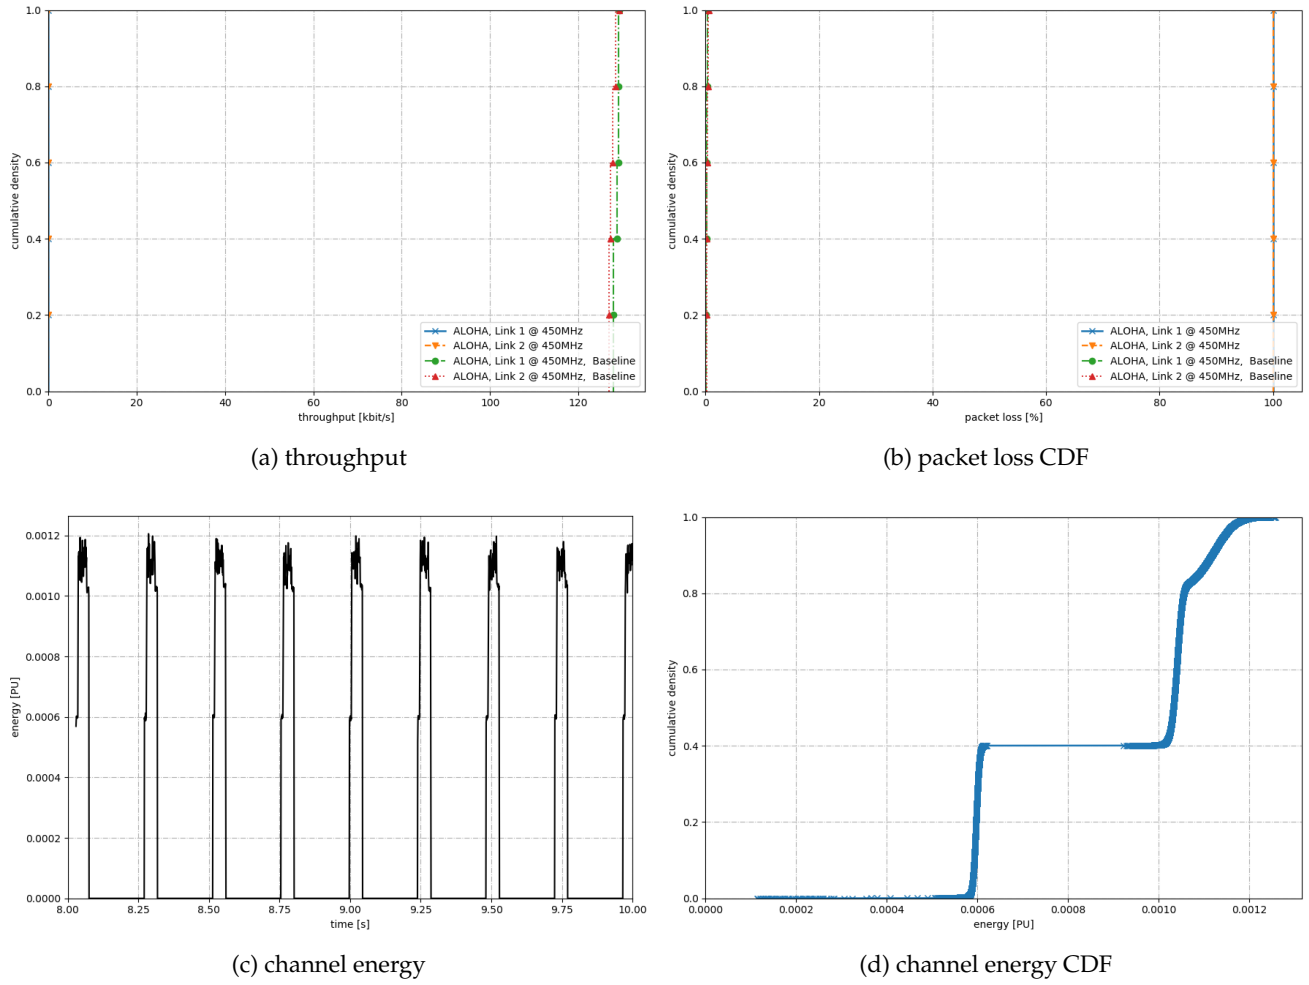 1.0
0.8
0.6
0.4
0.2
0.0
cumulative density
0 20 40 60 80 100 120
throughput [kbit/s]
ALOHA, Link 1 @ 450MHz
ALOHA, Link 2 @ 450MHz
ALOHA, Link 1 @ 450MHz, Baseline
ALOHA, Link 2 @ 450MHz, Baseline
(a) throughput
1.0
0.8
0.6
0.4
0.2
0.0
cumulative density
0 20 40 60 80 100
packet loss [%]
ALOHA, Link 1 @ 450MHz
ALOHA, Link 2 @ 450MHz
ALOHA, Link 1 @ 450MHz, Baseline
ALOHA, Link 2 @ 450MHz, Baseline
(b) packet loss CDF
0.0012
0.0010
0.0008
0.0006
0.0004
0.0002
0.0000
energy [PU]
8.00 8.25 8.50 8.75 9.00 9.25 9.50 9.75 10.00
time [s]
(c) channel energy
1.0
0.8
0.6
0.4
0.2
0.0
cumulative density
0.0000 0.0002 0.0004 0.0006 0.0008 0.0010 0.0012
energy [PU]
(d) channel energy CDF